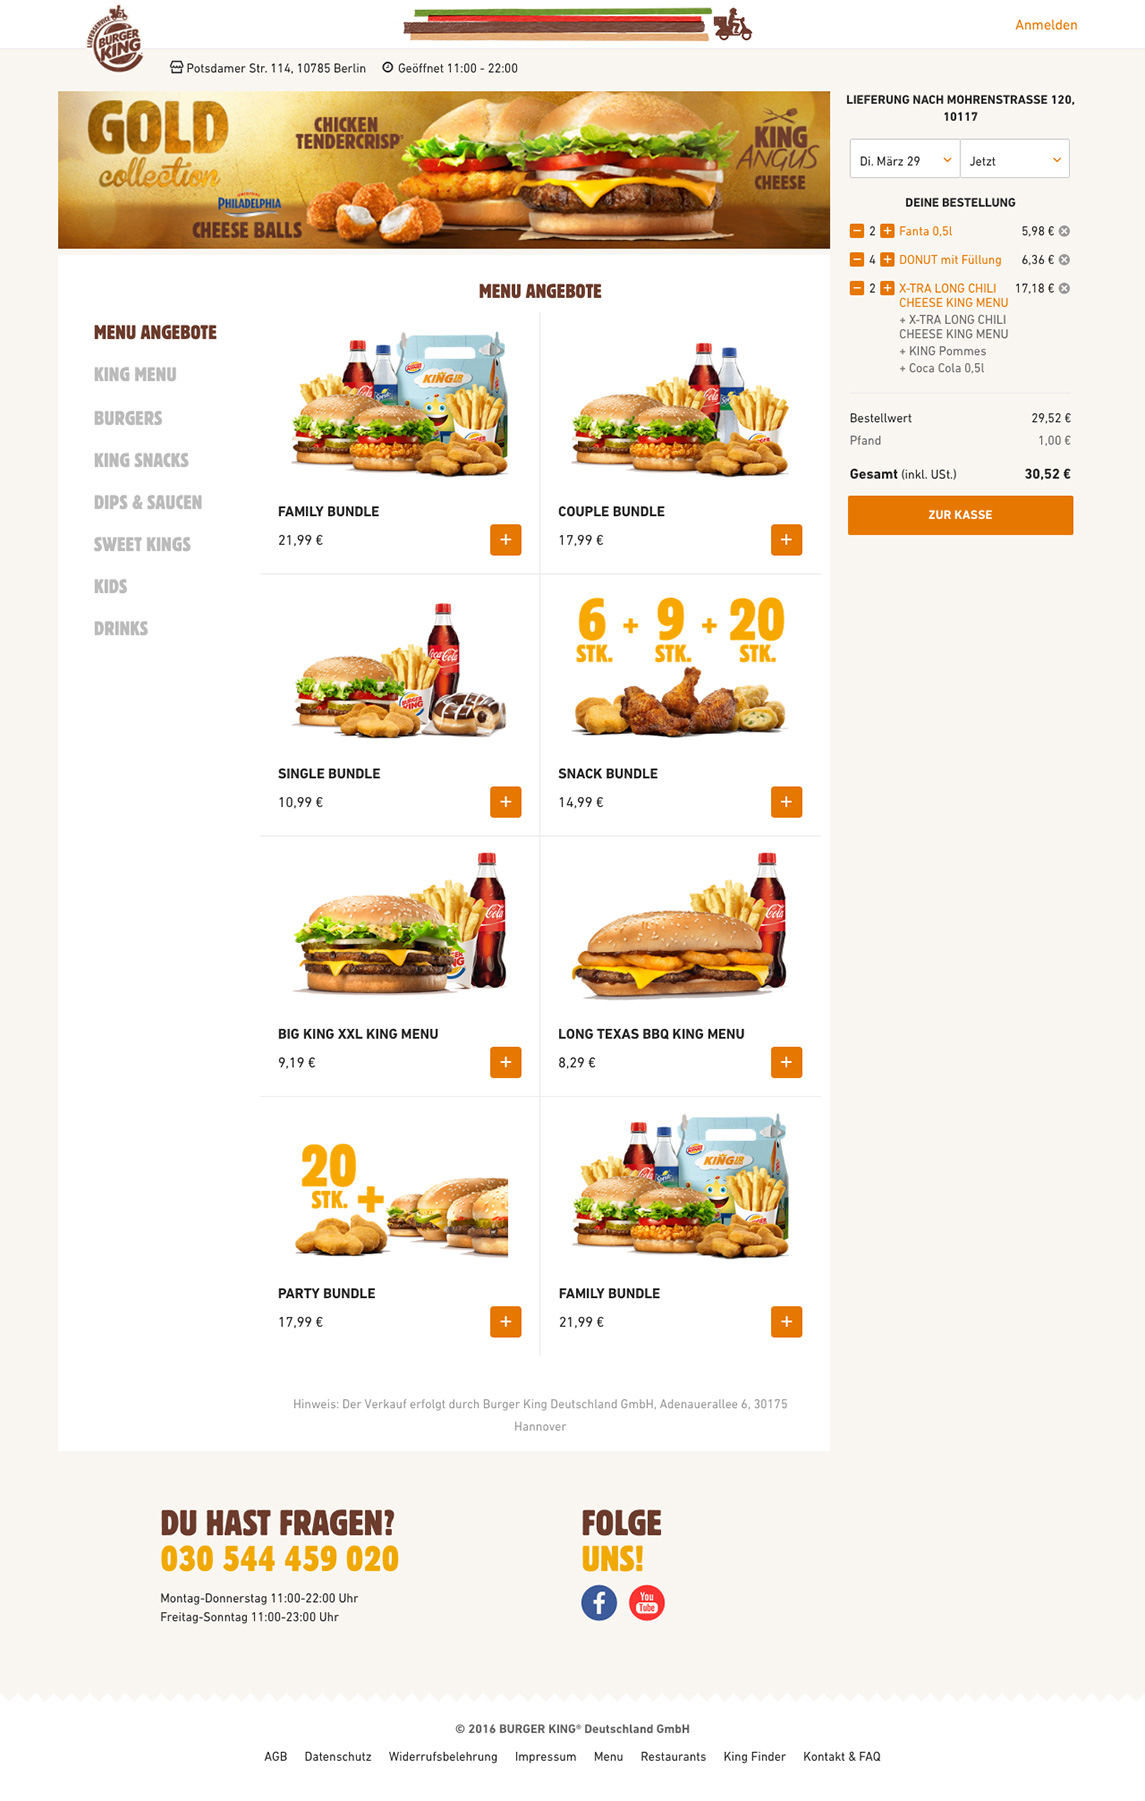 LIEFERSERVICE
BURGER
KING
Anmelden
Potsdamer Str. 114, 10785 Berlin Geöffnet 11:00 - 22:00
GOLD
collection
CHICKEN
TENDERCRISP®
PHILADELPHIA
CHEESE BALLS
KING
ANGUS
CHEESE
LIEFERUNG NACH MOHRENSTRASSE 120,
10117
Di. März 29 Jetzt
DEINE BESTELLUNG
2 Fanta 0,5l 5,98 €
4 DONUT mit Füllung 6,36 €
2 X-TRA LONG CHILI 17,18 €
CHEESE KING MENU
+ X-TRA LONG CHILI
CHEESE KING MENU
+ KING Pommes
+ Coca Cola 0,5l
Bestellwert 29,52 €
Pfand 1,00 €
Gesamt (inkl. USt.) 30,52 €
ZUR KASSE
MENU ANGEBOTE
MENU ANGEBOTE
KING MENU
BURGERS
KING SNACKS
DIPS & SAUCEN
SWEET KINGS
KIDS
DRINKS
FAMILY BUNDLE
21,99 €
+
COUPLE BUNDLE
17,99 €
+
SINGLE BUNDLE
10,99 €
+
6 + 9 + 20
STK. STK. STK.
SNACK BUNDLE
14,99 €
+
BIG KING XXL KING MENU
9,19 €
+
LONG TEXAS BBQ KING MENU
8,29 €
+
20
STK. +
PARTY BUNDLE
17,99 €
+
FAMILY BUNDLE
21,99 €
+
Hinweis: Der Verkauf erfolgt durch Burger King Deutschland GmbH, Adenauerallee 6, 30175
Hannover
DU HAST FRAGEN?
030 544 459 020
Montag-Donnerstag 11:00-22:00 Uhr
Freitag-Sonntag 11:00-23:00 Uhr
FOLGE
UNS!
f
You
Tube
© 2016 BURGER KING® Deutschland GmbH
AGB Datenschutz Widerrufsbelehrung Impressum Menu Restaurants King Finder Kontakt & FAQ